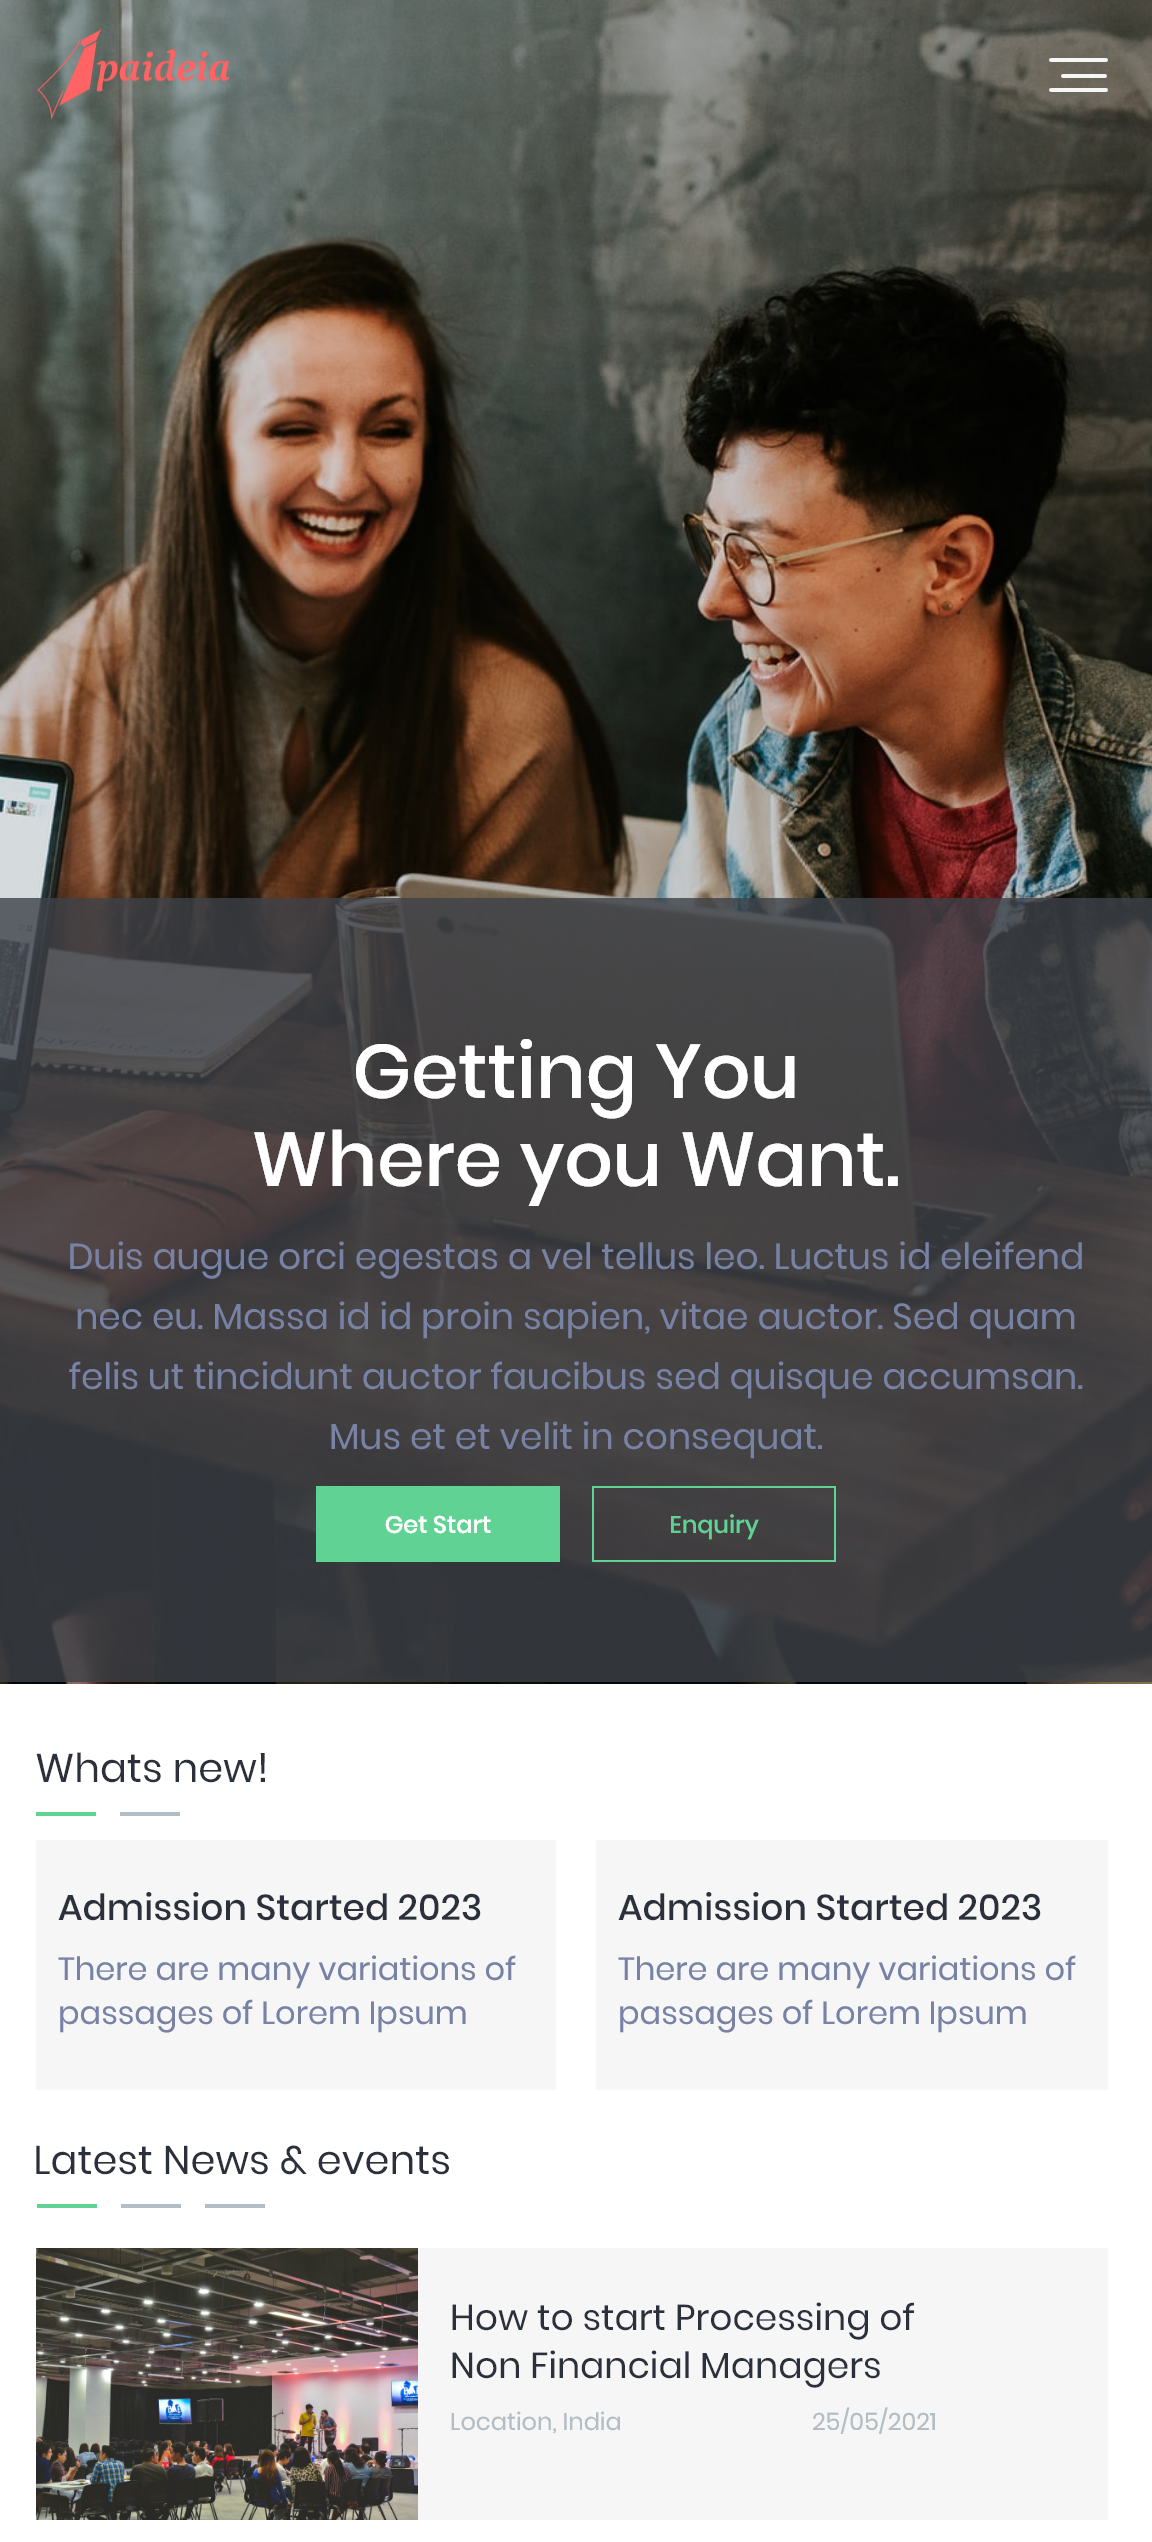 paideia
Getting You
Where you Want.
Duis augue orci egestas a vel tellus leo. Luctus id eleifend
nec eu. Massa id id proin sapien, vitae auctor. Sed quam
felis ut tincidunt auctor faucibus sed quisque accumsan.
Mus et et velit in consequat.
Get Start
Enquiry
Whats new!
Admission Started 2023
There are many variations of
passages of Lorem Ipsum
Admission Started 2023
There are many variations of
passages of Lorem Ipsum
Latest News & events
How to start Processing of
Non Financial Managers
Location, India
25/05/2021